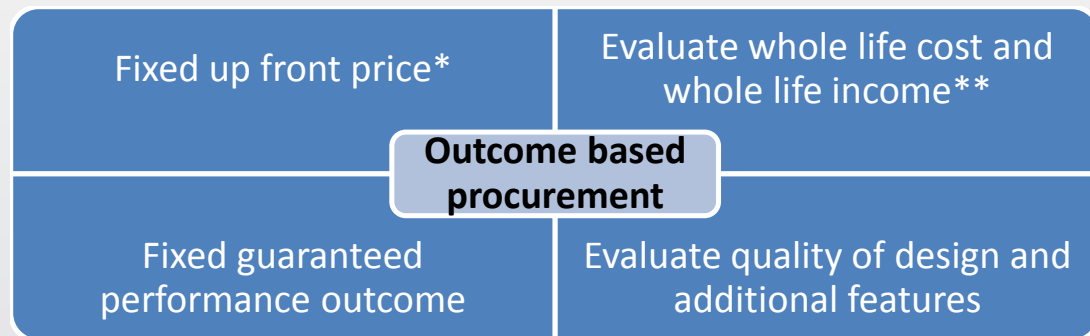 Fixed up front price*
Evaluate whole life cost and
whole life income**
Outcome based
procurement
Fixed guaranteed
performance outcome
Evaluate quality of design and
additional features